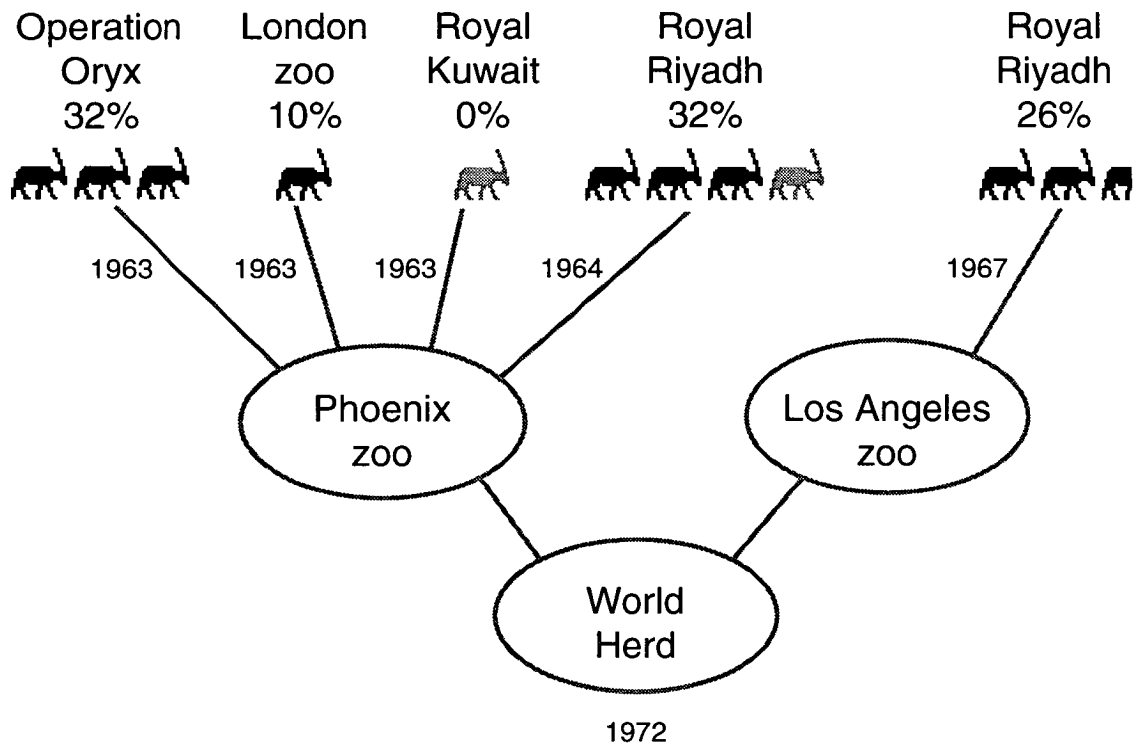 Operation
Oryx
32%
London
zoo
10%
Royal
Kuwait
0%
Royal
Riyadh
32%
Royal
Riyadh
26%
1963
1963
1963
1964
1967
Phoenix
zoo
Los Angeles
zoo
World
Herd
1972